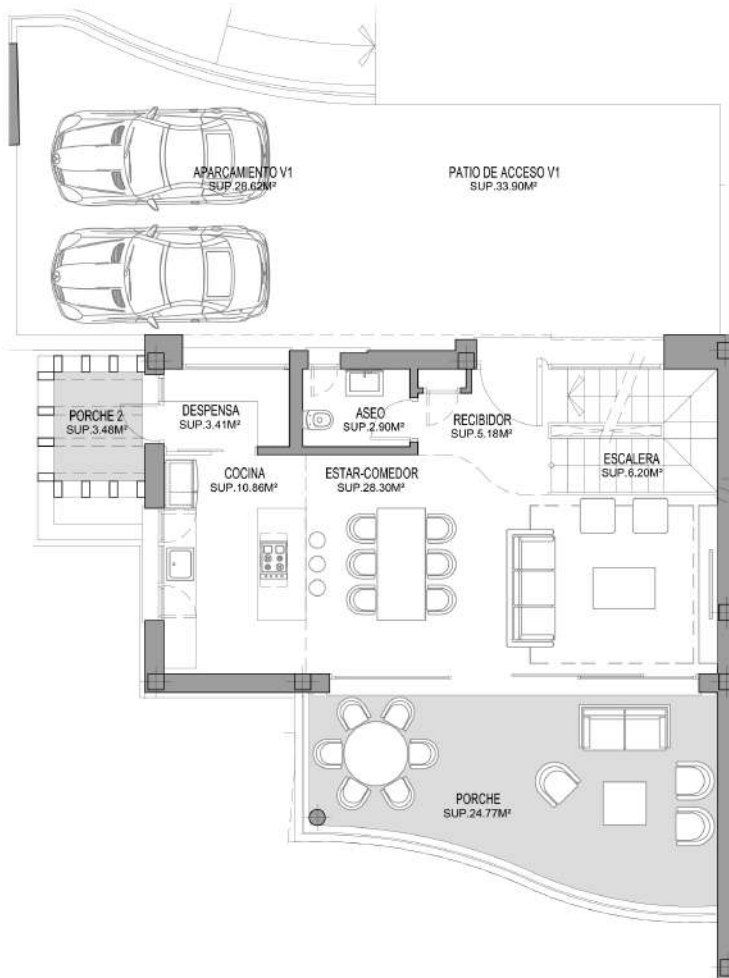 APARCAMIENTO V1
SUP.28.62M²
PATIO DE ACCESO V1
SUP.33.90M²
PORCHE 2
SUP.3.48M²
DESPENSA
SUP.3.41M²
ASEO
SUP.2.90M²
RECIBIDOR
SUP.5.18M²
ESCALERA
SUP.6.20M²
COCINA
SUP.10.86M²
ESTAR-COMEDOR
SUP.28.30M²
PORCHE
SUP.24.77M²